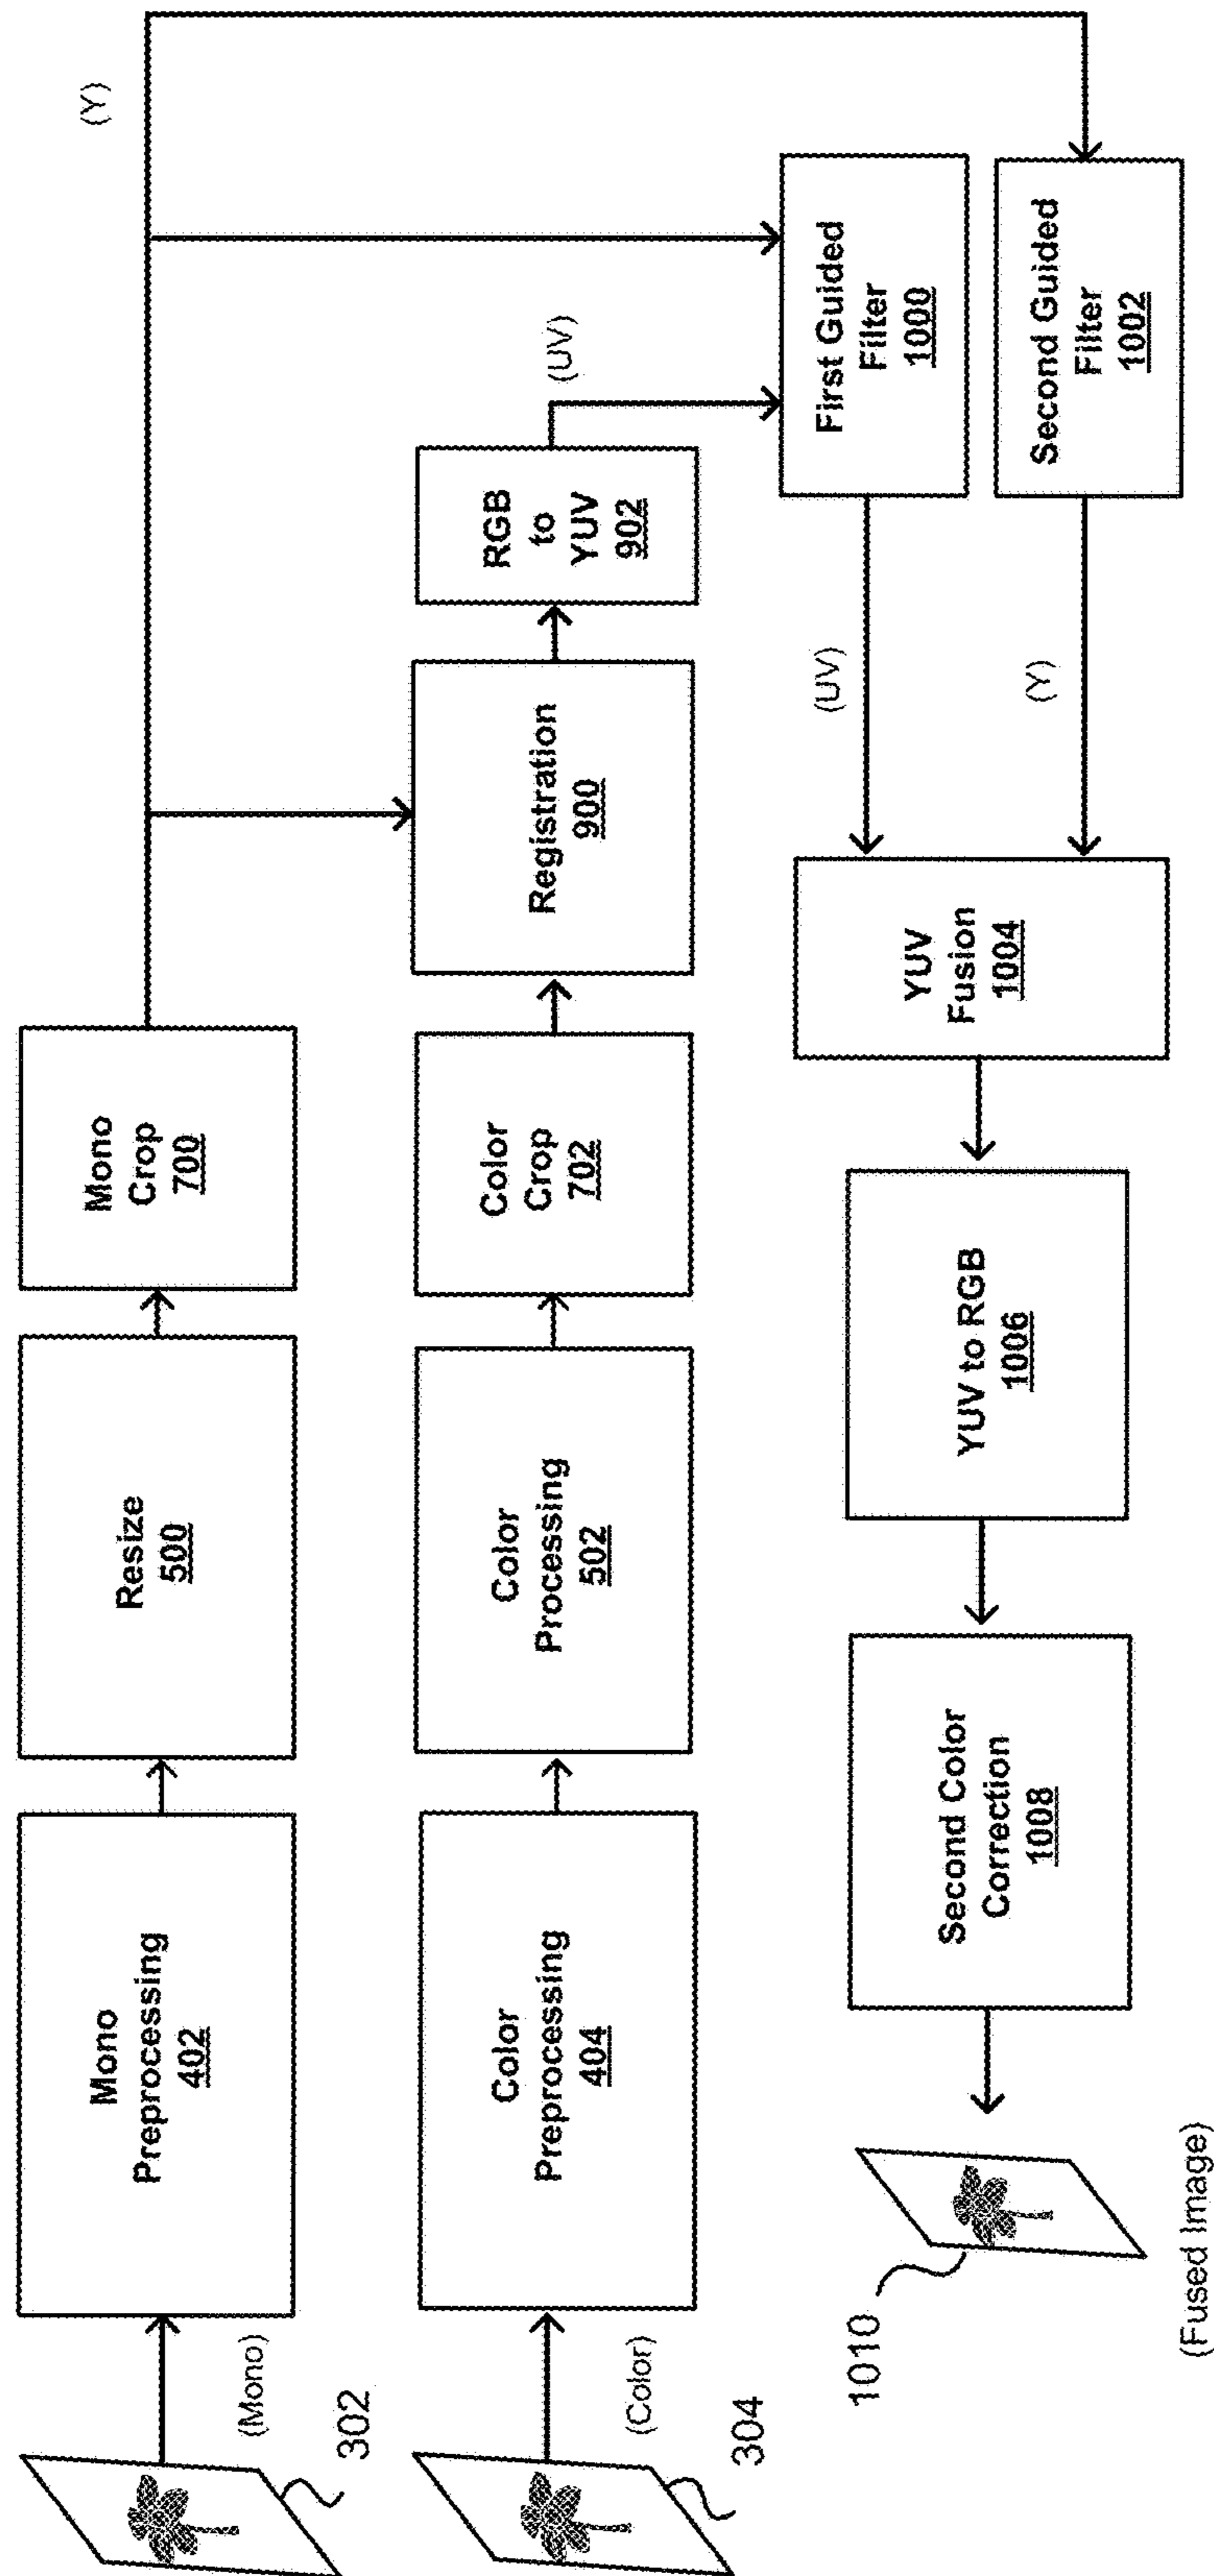 (Mono)
302
Mono
Preprocessing
402
Resize
500
Mono
Crop
700
(Y)
(Color)
304
Color
Preprocessing
404
Color
Processing
502
Color
Crop
702
Registration
900
RGB
to
YUV
902
(UV)
First Guided
Filter
1000
Second Guided
Filter
1002
(UV)
(Y)
YUV
Fusion
1004
YUV to RGB
1006
Second Color
Correction
1008
1010
(Fused Image)